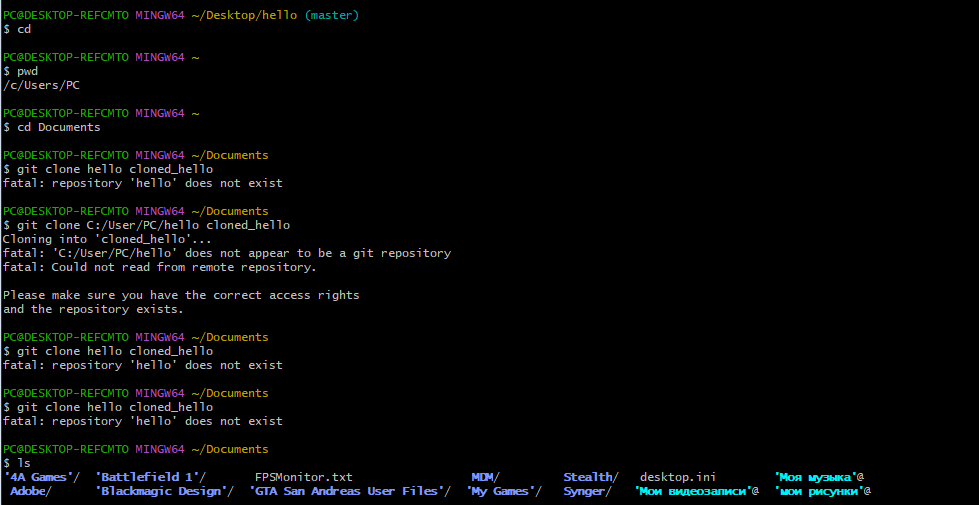 PC@DESKTOP-REFCMTO MINGW64 ~/Desktop/hello (master)
$ cd
PC@DESKTOP-REFCMTO MINGW64 ~
$ pwd
/c/Users/PC
PC@DESKTOP-REFCMTO MINGW64 ~
$ cd Documents
PC@DESKTOP-REFCMTO MINGW64 ~/Documents
$ git clone hello cloned_hello
fatal: repository 'hello' does not exist
PC@DESKTOP-REFCMTO MINGW64 ~/Documents
$ git clone C:/User/PC/hello cloned_hello
Cloning into 'cloned_hello'...
fatal: 'C:/User/PC/hello' does not appear to be a git repository
fatal: Could not read from remote repository.
Please make sure you have the correct access rights
and the repository exists.
PC@DESKTOP-REFCMTO MINGW64 ~/Documents
$ git clone hello cloned_hello
fatal: repository 'hello' does not exist
PC@DESKTOP-REFCMTO MINGW64 ~/Documents
$ git clone hello cloned_hello
fatal: repository 'hello' does not exist
PC@DESKTOP-REFCMTO MINGW64 ~/Documents
$ ls
'4A Games'/ 'Battlefield 1'/ FPSMonitor.txt MDM/ Stealth/ desktop.ini 'Моя музыка'@
Adobe/ 'Blackmagic Design'/ 'GTA San Andreas User Files'/ 'My Games'/ Synger/ 'Мои видеозаписи'@ 'мои рисунки'@